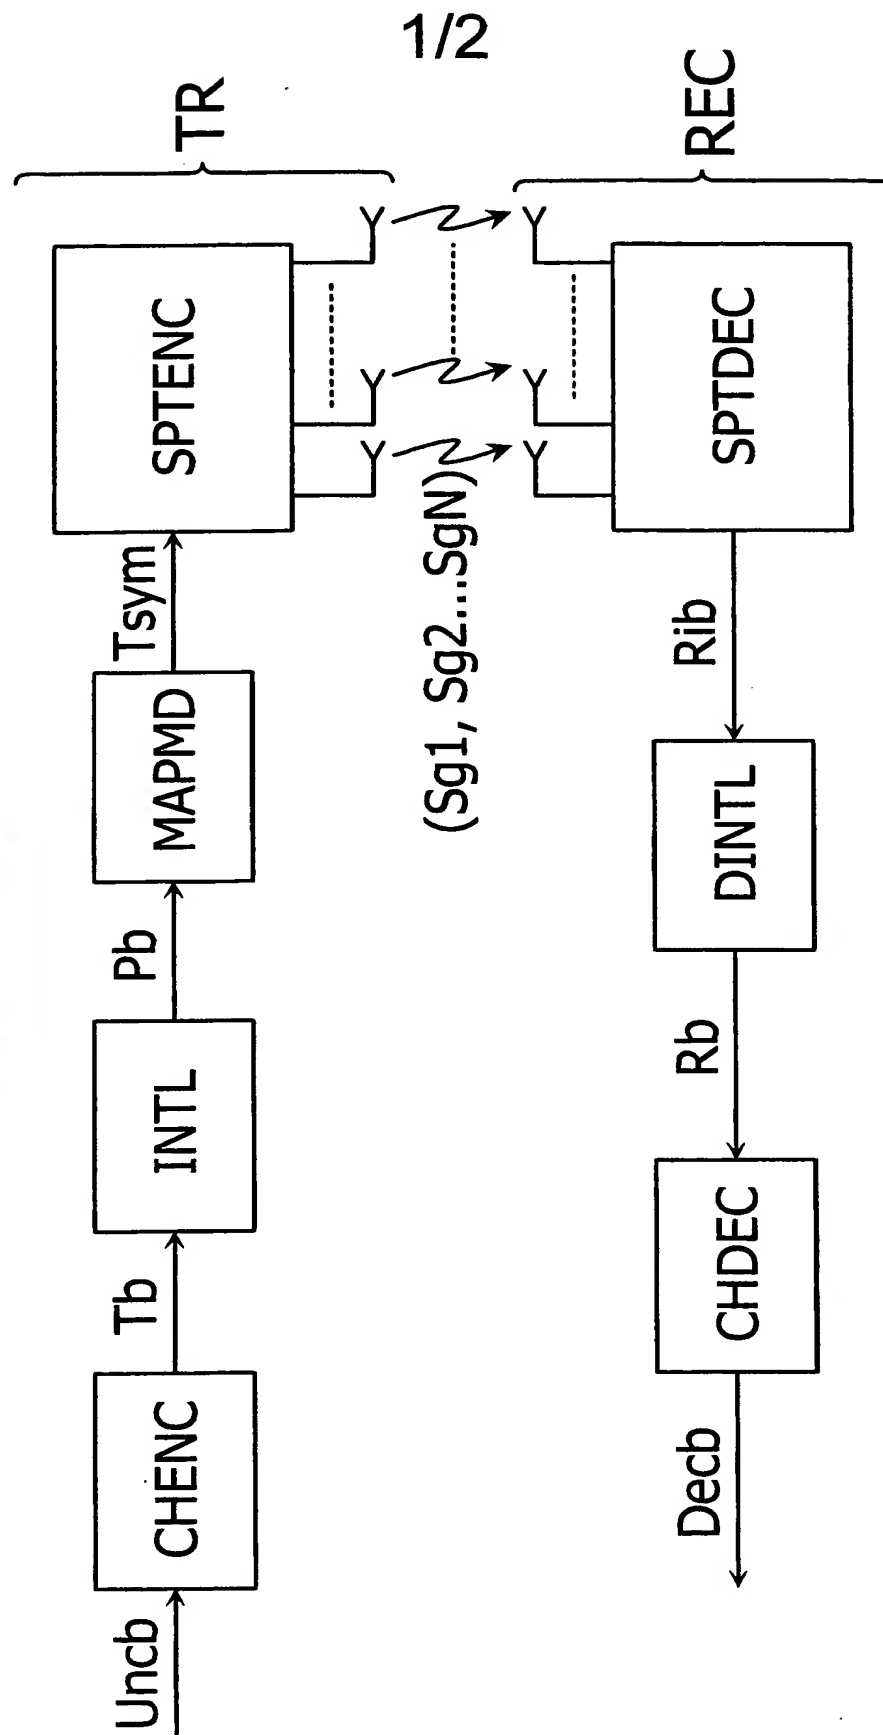 1/2
TR
Uncb
CHENC
Tb
INTL
Pb
MAPMD
Tsym
SPTENC
(Sg1, Sg2...SgN)
REC
SPTDEC
Rib
DINTL
Rb
CHDEC
Decb